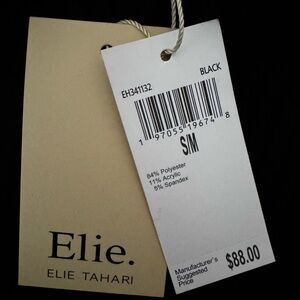 EH341132
BLACK
1 97055 19674 8
S/M
84% Polyester
11% Acrylic
5% Spandex
Manufacturer's
Suggested
Price
$88.00
Elie.
ELIE TAHARI